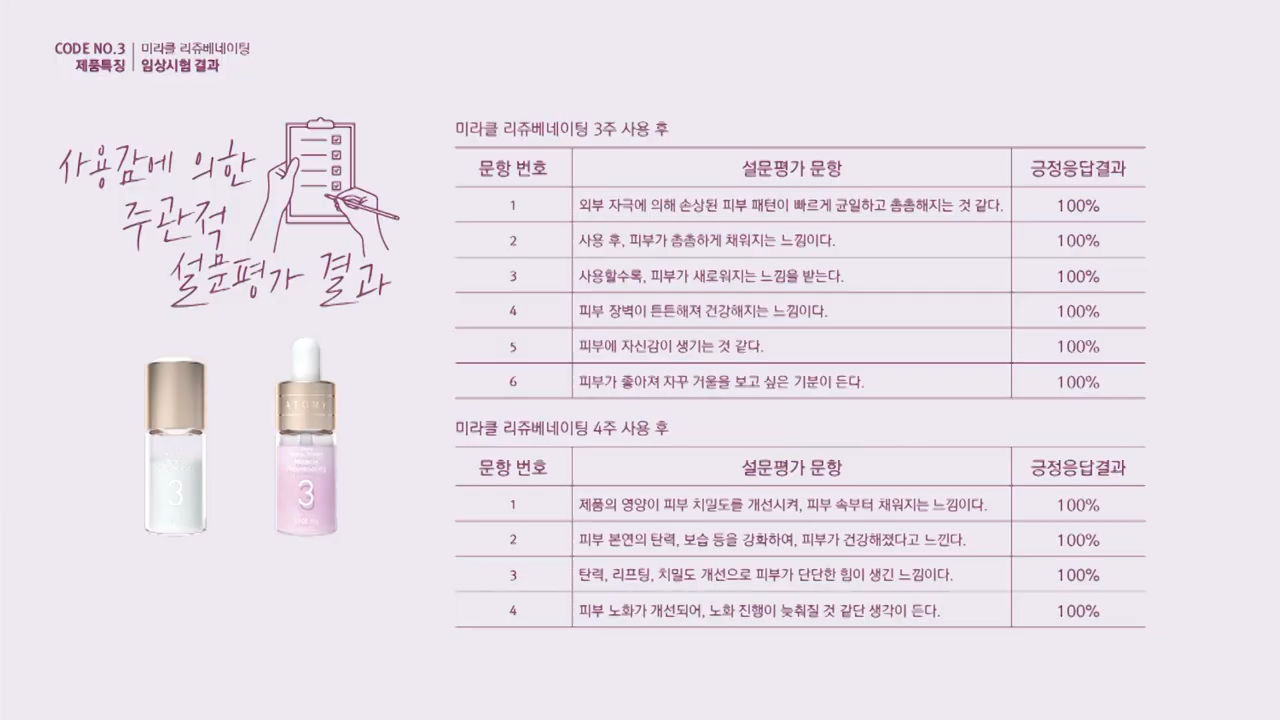 CODE NO.3
제품특징
미라클 리쥬베네이팅
임상시험 결과
사용감에 의한
주관적
설문평가 결과
ATOMY
3
3
미라클 리쥬베네이팅 3주 사용 후
문항 번호 설문평가 문항 긍정응답결과
1 외부 자극에 의해 손상된 피부 패턴이 빠르게 균일하고 촘촘해지는 것 같다. 100%
2 사용 후, 피부가 촘촘하게 채워지는 느낌이다. 100%
3 사용할수록, 피부가 새로워지는 느낌을 받는다. 100%
4 피부 장벽이 튼튼해져 건강해지는 느낌이다. 100%
5 피부에 자신감이 생기는 것 같다. 100%
6 피부가 좋아져 자꾸 거울을 보고 싶은 기분이 든다. 100%
미라클 리쥬베네이팅 4주 사용 후
문항 번호 설문평가 문항 긍정응답결과
1 제품의 영양이 피부 치밀도를 개선시켜, 피부 속부터 채워지는 느낌이다. 100%
2 피부 본연의 탄력, 보습 등을 강화하여, 피부가 건강해졌다고 느낀다. 100%
3 탄력, 리프팅, 치밀도 개선으로 피부가 단단한 힘이 생긴 느낌이다. 100%
4 피부 노화가 개선되어, 노화 진행이 늦춰질 것 같단 생각이 든다. 100%